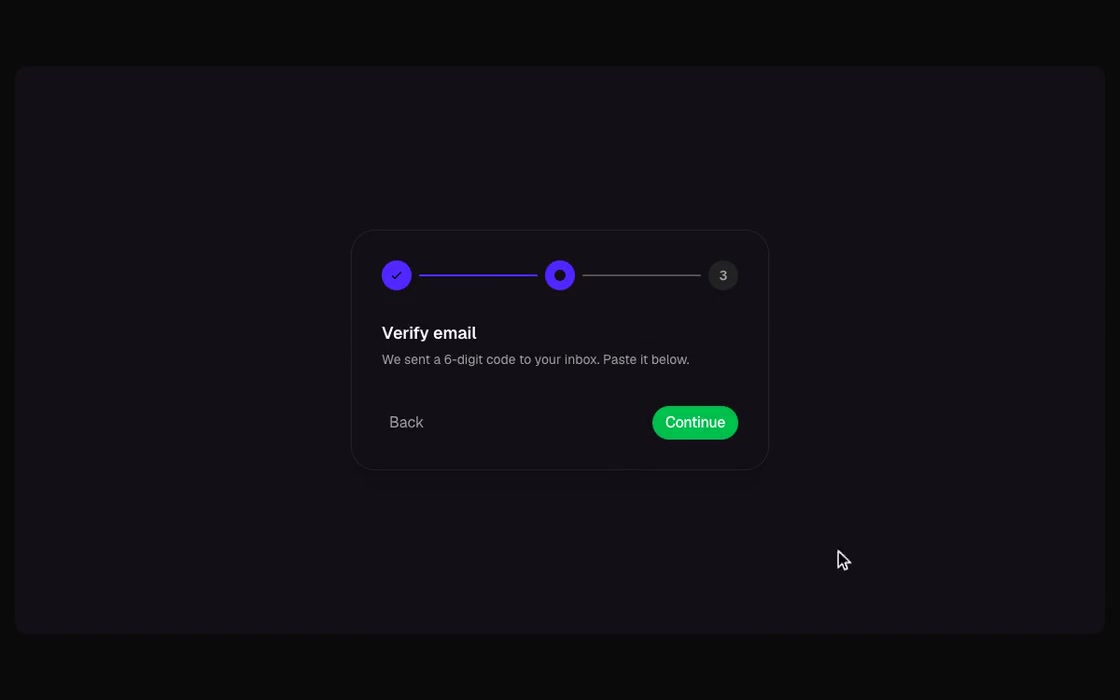 3
Verify email
We sent a 6-digit code to your inbox. Paste it below.
Back
Continue